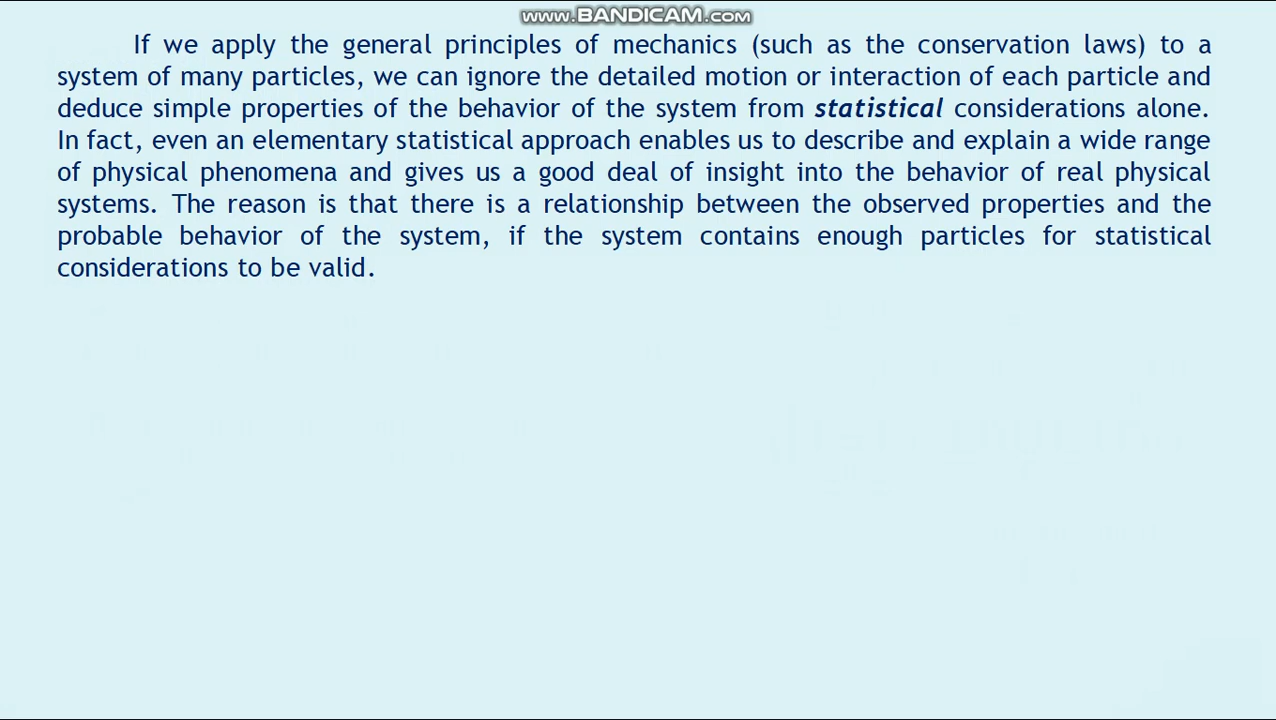 www.BANDICAM.com
If we apply the general principles of mechanics (such as the conservation laws) to a
system of many particles, we can ignore the detailed motion or interaction of each particle and
deduce simple properties of the behavior of the system from statistical considerations alone.
In fact, even an elementary statistical approach enables us to describe and explain a wide range
of physical phenomena and gives us a good deal of insight into the behavior of real physical
systems. The reason is that there is a relationship between the observed properties and the
probable behavior of the system, if the system contains enough particles for statistical
considerations to be valid.